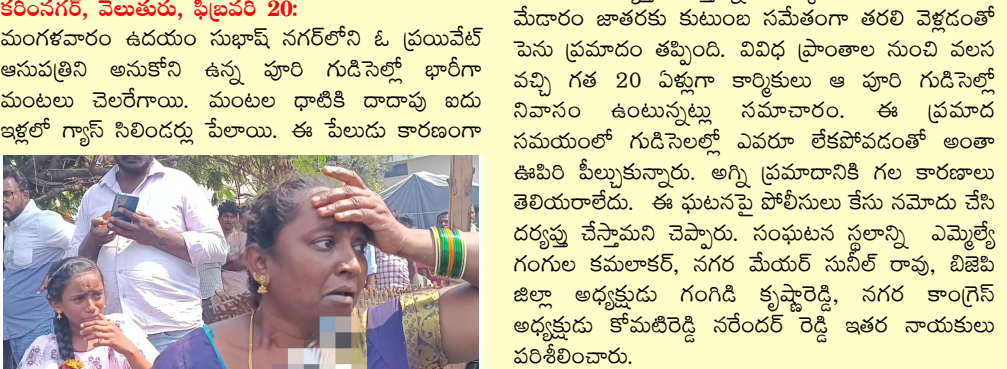 కరీంనగర్, వెలుతురు, ఫిబ్రవరి 20:
మంగళవారం ఉదయం సుభాష్ నగర్‌లోని ఓ ప్రయివేట్
ఆసుపత్రిని అనుకోని ఉన్న పూరి గుడిసెల్లో భారీగా
మంటలు చెలరేగాయి. మంటల ధాటికి దాదాపు ఐదు
ఇళ్లలో గ్యాస్ సిలిండర్లు పేలాయి. ఈ పేలుడు కారణంగా
మేడారం జాతరకు కుటుంబ సమేతంగా తరలి వెళ్లడంతో
పెను ప్రమాదం తప్పింది. వివిధ ప్రాంతాల నుంచి వలస
వచ్చి గత 20 ఏళ్లుగా కార్మికులు ఆ పూరి గుడిసెల్లో
నివాసం ఉంటున్నట్లు సమాచారం. ఈ ప్రమాద
సమయంలో గుడిసెలల్లో ఎవరూ లేకపోవడంతో అంతా
ఊపిరి పీల్చుకున్నారు. అగ్ని ప్రమాదానికి గల కారణాలు
తెలియరాలేదు. ఈ ఘటనపై పోలీసులు కేసు నమోదు చేసి
దర్యప్తు చేస్తామని చెప్పారు. సంఘటన స్థలాన్ని ఎమ్మెల్యే
గంగుల కమలాకర్, నగర మేయర్ సునీల్ రావు, బిజెపి
జిల్లా అధ్యక్షుడు గంగిడి కృష్ణారెడ్డి, నగర కాంగ్రెస్
అధ్యక్షుడు కోమటిరెడ్డి నరేందర్ రెడ్డి ఇతర నాయకులు
పరిశీలించారు.